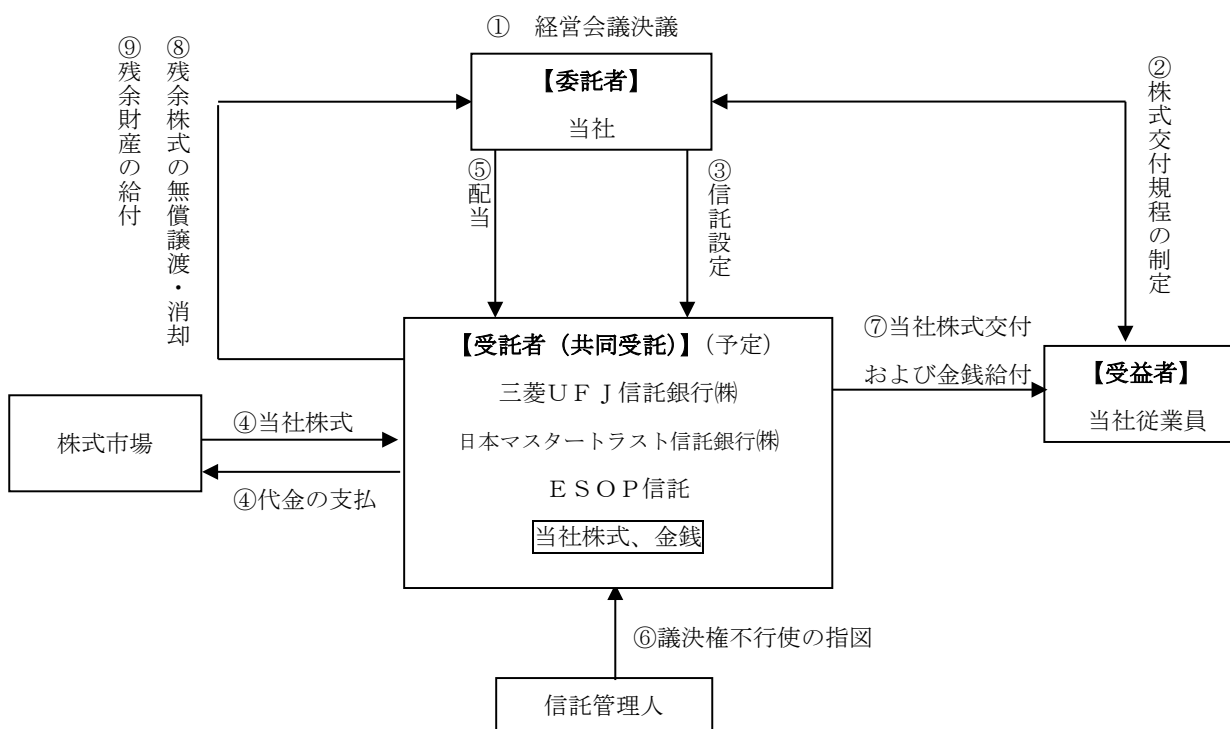 ① 経営会議決議
【委託者】
当社
⑨残余財産の給付
⑧残余株式の無償譲渡・消却
⑤配当
③信託設定
②株式交付規程の制定
【受託者(共同受託)】(予定)
三菱UFJ信託銀行㈱
日本マスタートラスト信託銀行㈱
ESOP信託
当社株式、金銭
⑦当社株式交付
および金銭給付
【受益者】
当社従業員
株式市場
④当社株式
④代金の支払
⑥議決権不行使の指図
信託管理人